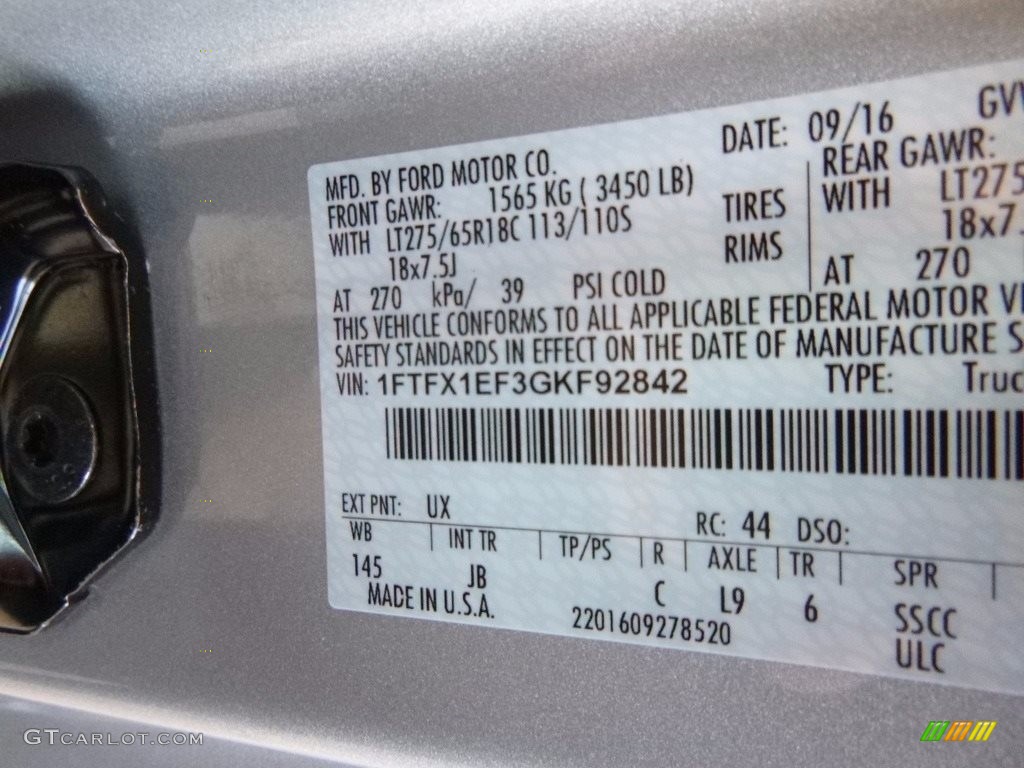 DATE: 09/16 GV
MFD. BY FORD MOTOR CO.
FRONT GAWR: 1565 KG ( 3450 LB) REAR GAWR:
WITH LT275/65R18C 113/110S TIRES WITH LT275
18x7.5J RIMS 18x7.
AT 270 kPa/ 39 PSI COLD AT 270
THIS VEHICLE CONFORMS TO ALL APPLICABLE FEDERAL MOTOR
SAFETY STANDARDS IN EFFECT ON THE DATE OF MANUFACTURE S
VIN: 1FTFX1EF3GKF92842 TYPE: Truc
EXT PNT: UX RC: 44 DSO:
WB INT TR TP/PS R AXLE TR SPR
145 JB C L9 6 SSCC
MADE IN U.S.A. 2201609278520 ULC
GTCARLOT.COM